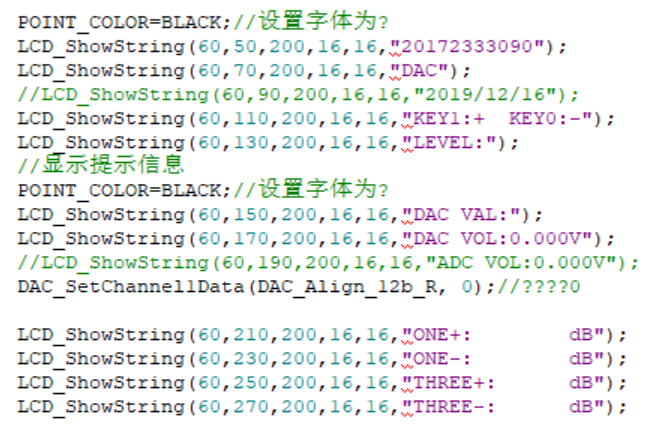 POINT_COLOR=BLACK;//设置字体为?
LCD_ShowString(60,50,200,16,16,"20172333090");
LCD_ShowString(60,70,200,16,16,"DAC");
//LCD_ShowString(60,90,200,16,16,"2019/12/16");
LCD_ShowString(60,110,200,16,16,"KEY1:+  KEY0:-");
LCD_ShowString(60,130,200,16,16,"LEVEL:");
//显示提示信息
POINT_COLOR=BLACK;//设置字体为?
LCD_ShowString(60,150,200,16,16,"DAC VAL:");
LCD_ShowString(60,170,200,16,16,"DAC VOL:0.000V");
//LCD_ShowString(60,190,200,16,16,"ADC VOL:0.000V");
DAC_SetChannel1Data(DAC_Align_12b_R, 0);//????0
LCD_ShowString(60,210,200,16,16,"ONE+:        dB");
LCD_ShowString(60,230,200,16,16,"ONE-:        dB");
LCD_ShowString(60,250,200,16,16,"THREE+:      dB");
LCD_ShowString(60,270,200,16,16,"THREE-:      dB");